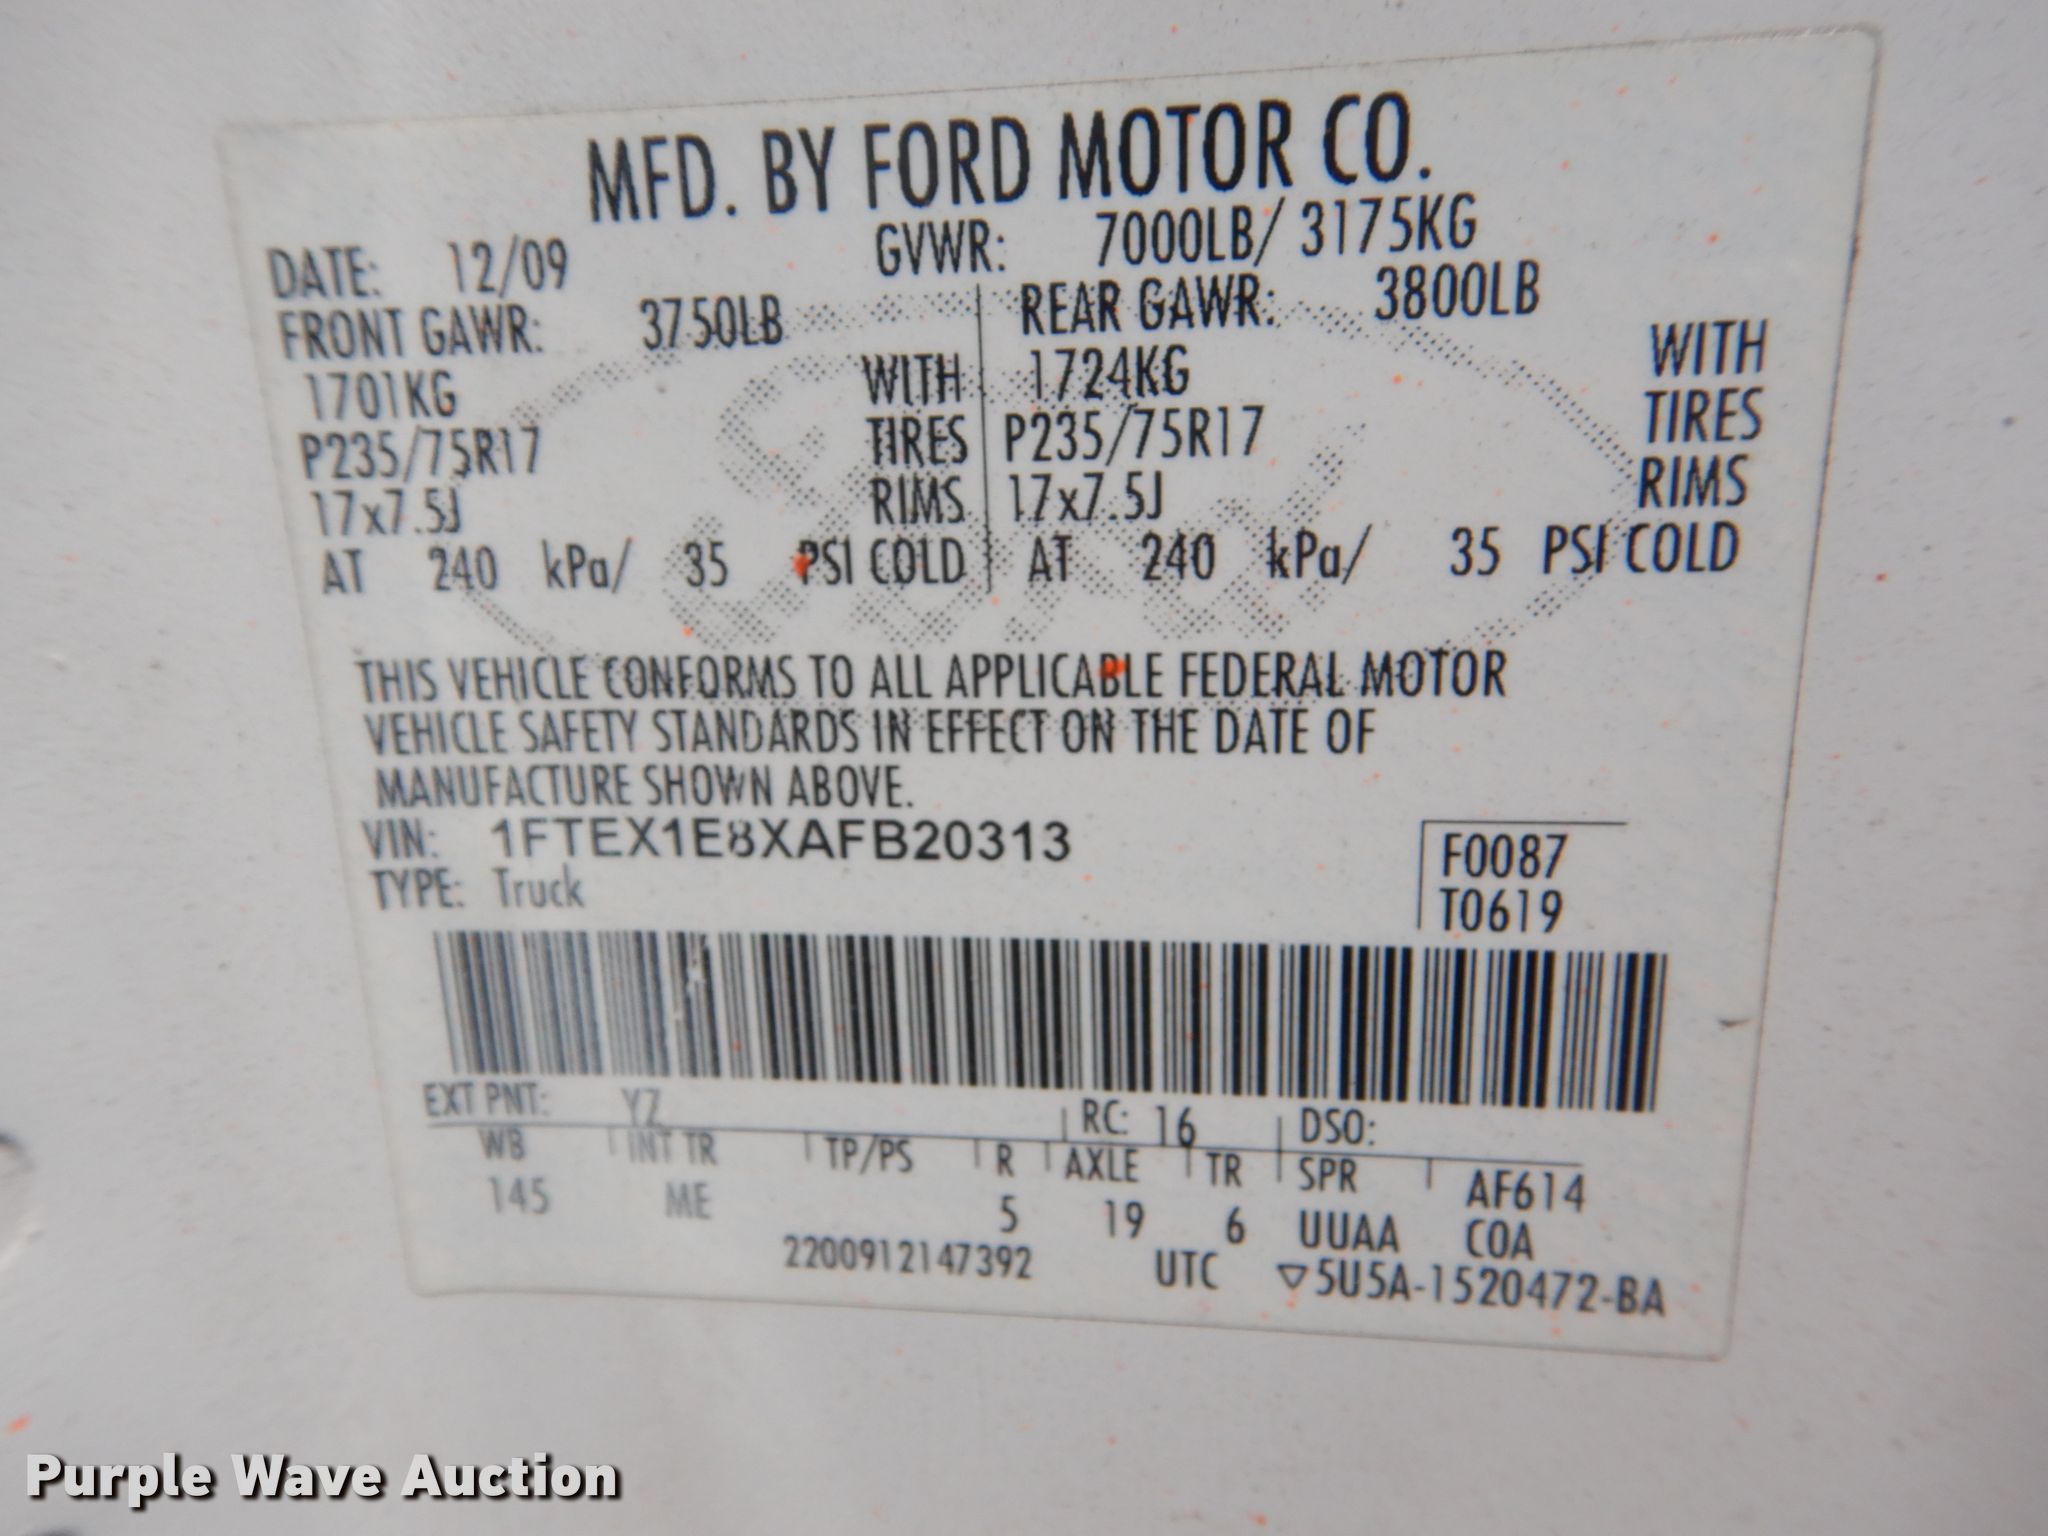 MFD. BY FORD MOTOR CO.
DATE: 12/09 GVWR: 7000LB/ 3175KG
FRONT GAWR: 3750LB REAR GAWR: 3800LB
1701KG WITH 1724KG WITH
P235/75R17 TIRES P235/75R17 TIRES
17x7.5J RIMS 17x7.5J RIMS
AT 240 kPa/ 35 PSI COLD AT 240 kPa/ 35 PSI COLD
THIS VEHICLE CONFORMS TO ALL APPLICABLE FEDERAL MOTOR
VEHICLE SAFETY STANDARDS IN EFFECT ON THE DATE OF
MANUFACTURE SHOWN ABOVE.
VIN: 1FTEX1E8XAFB20313 F0087
TYPE: Truck T0619
EXT PNT: YZ RC: 16 DSO:
WB INT TR TP/PS R AXLE TR SPR AF614
145 ME 5 19 6 UUAA COA
2200912147392 UTC ▽5U5A-1520472-BA
Purple Wave Auction